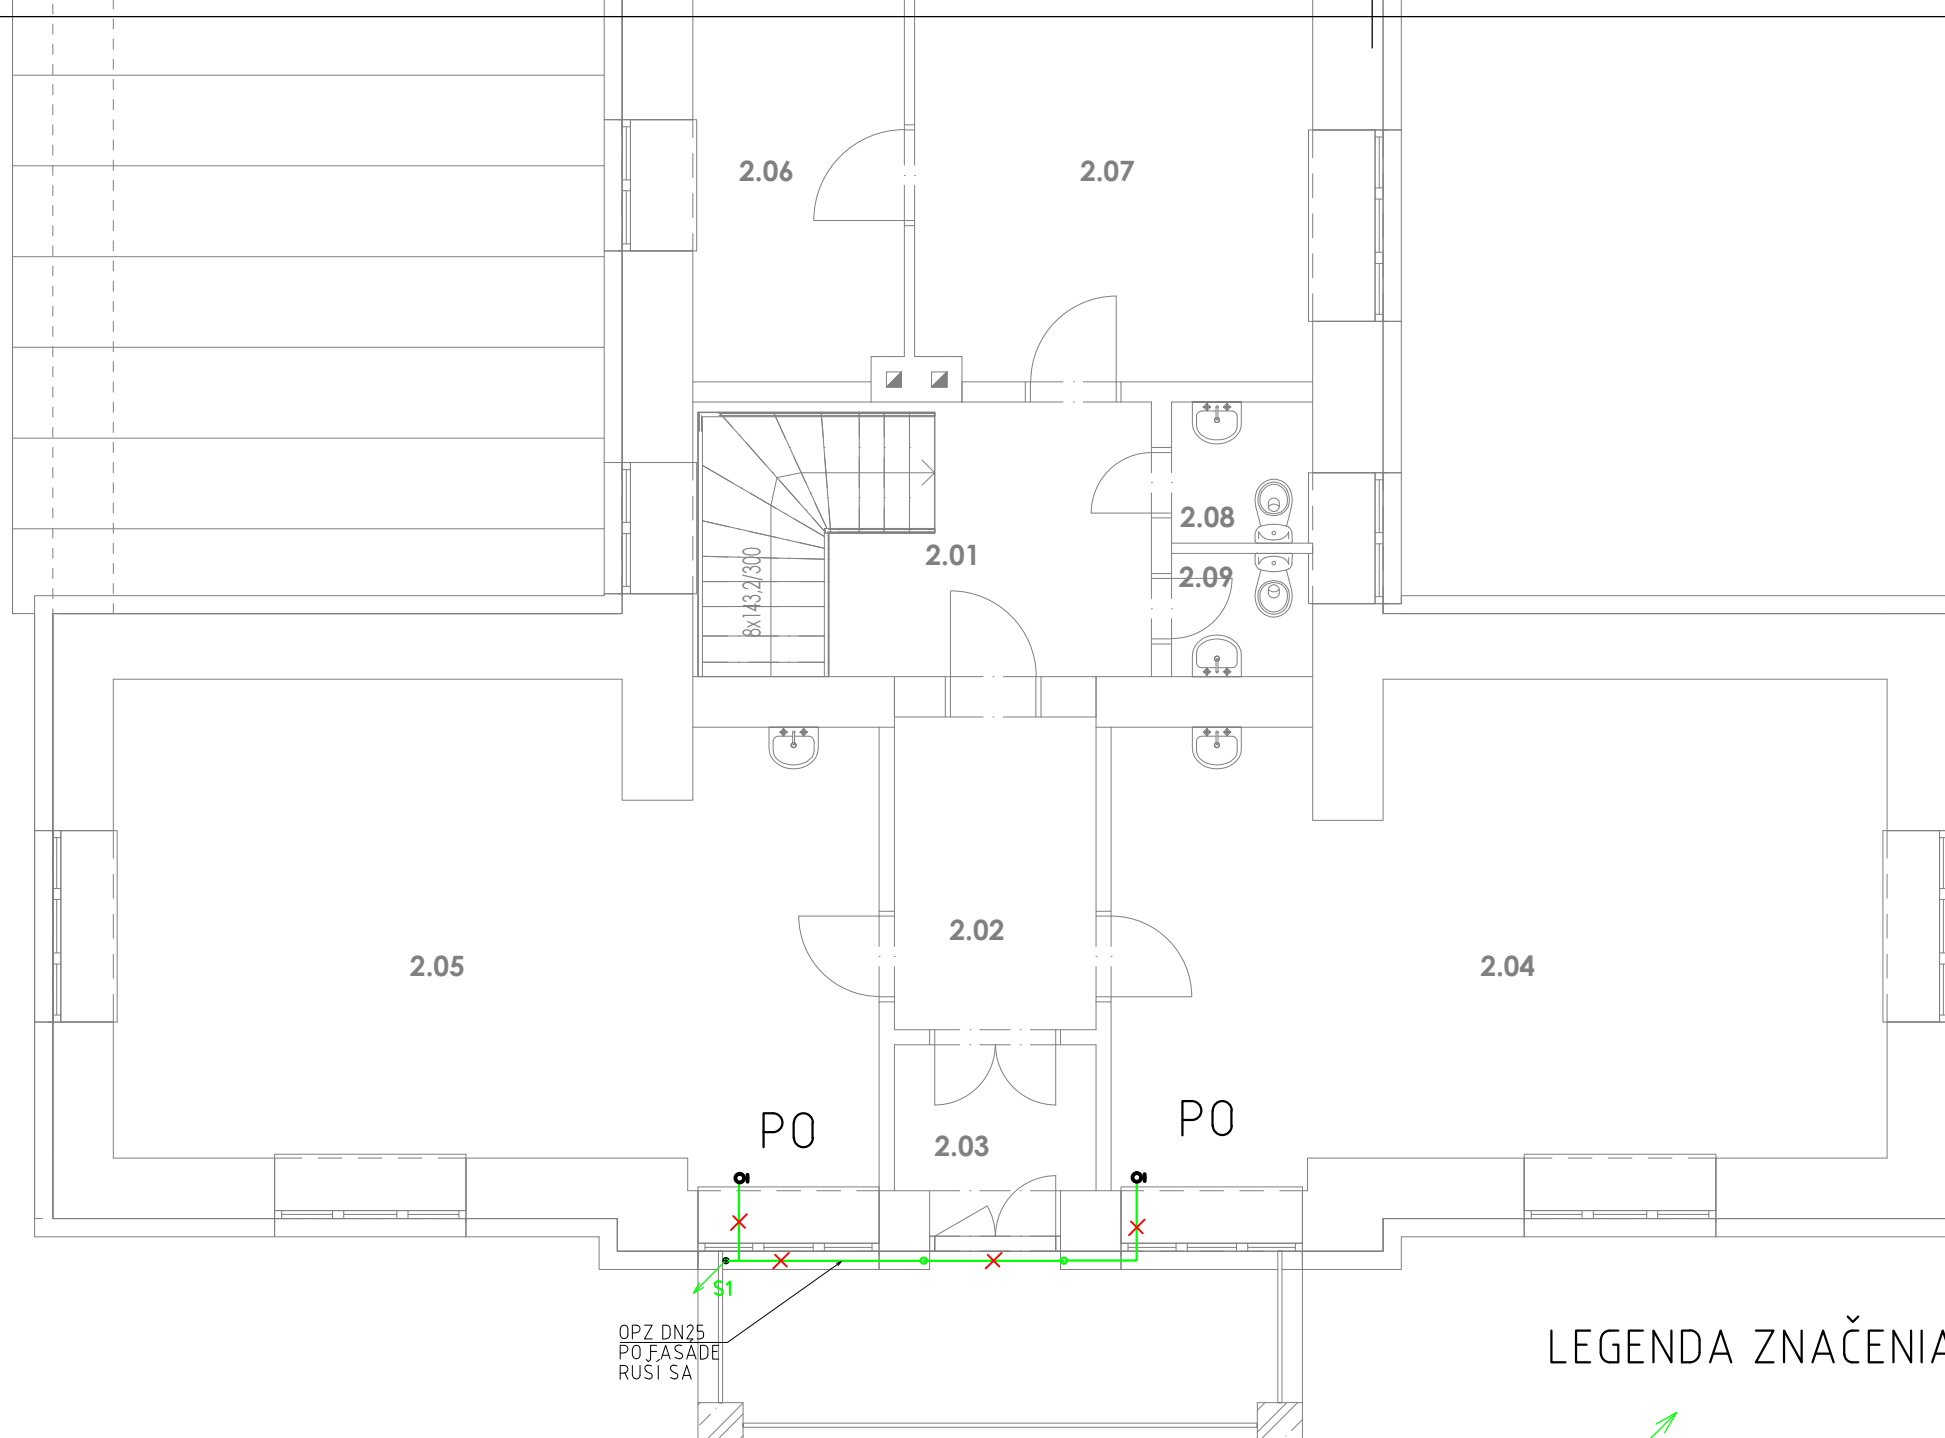 2.06
2.07
2.08
2.01
2.09
8x143,2/300
2.02
2.05
2.04
PO
PO
2.03
S1
OPZ DN25
PO FASÁDE
RUŠÍ SA
LEGENDA ZNAČENIA